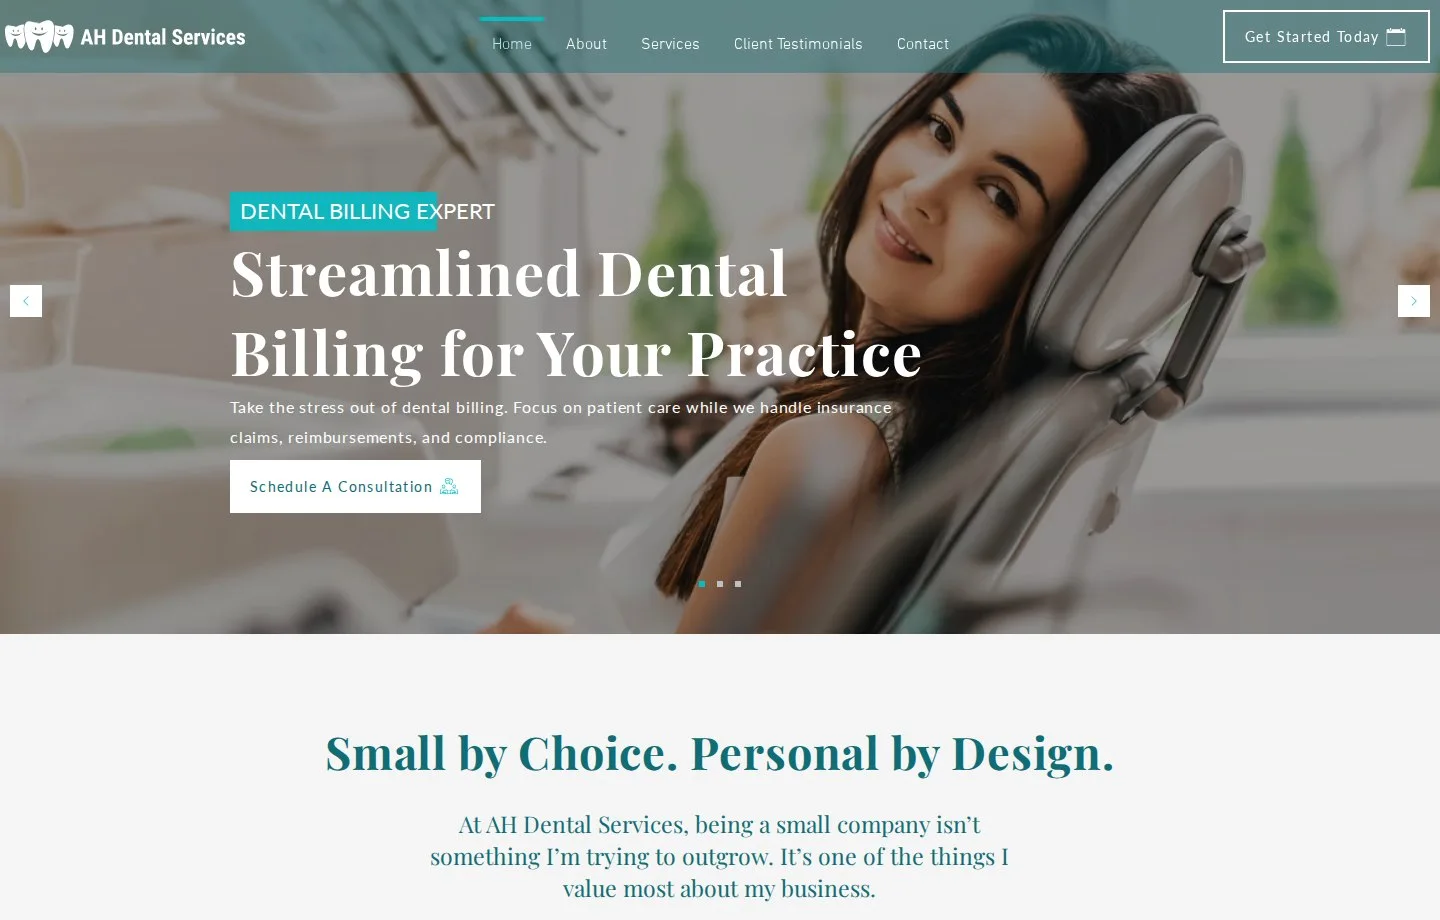 AH Dental Services
Home
About
Services
Client Testimonials
Contact
Get Started Today
DENTAL BILLING EXPERT
Streamlined Dental
Billing for Your Practice
Take the stress out of dental billing. Focus on patient care while we handle insurance
claims, reimbursements, and compliance.
Schedule A Consultation
Small by Choice. Personal by Design.
At AH Dental Services, being a small company isn’t
something I’m trying to outgrow. It’s one of the things I
value most about my business.